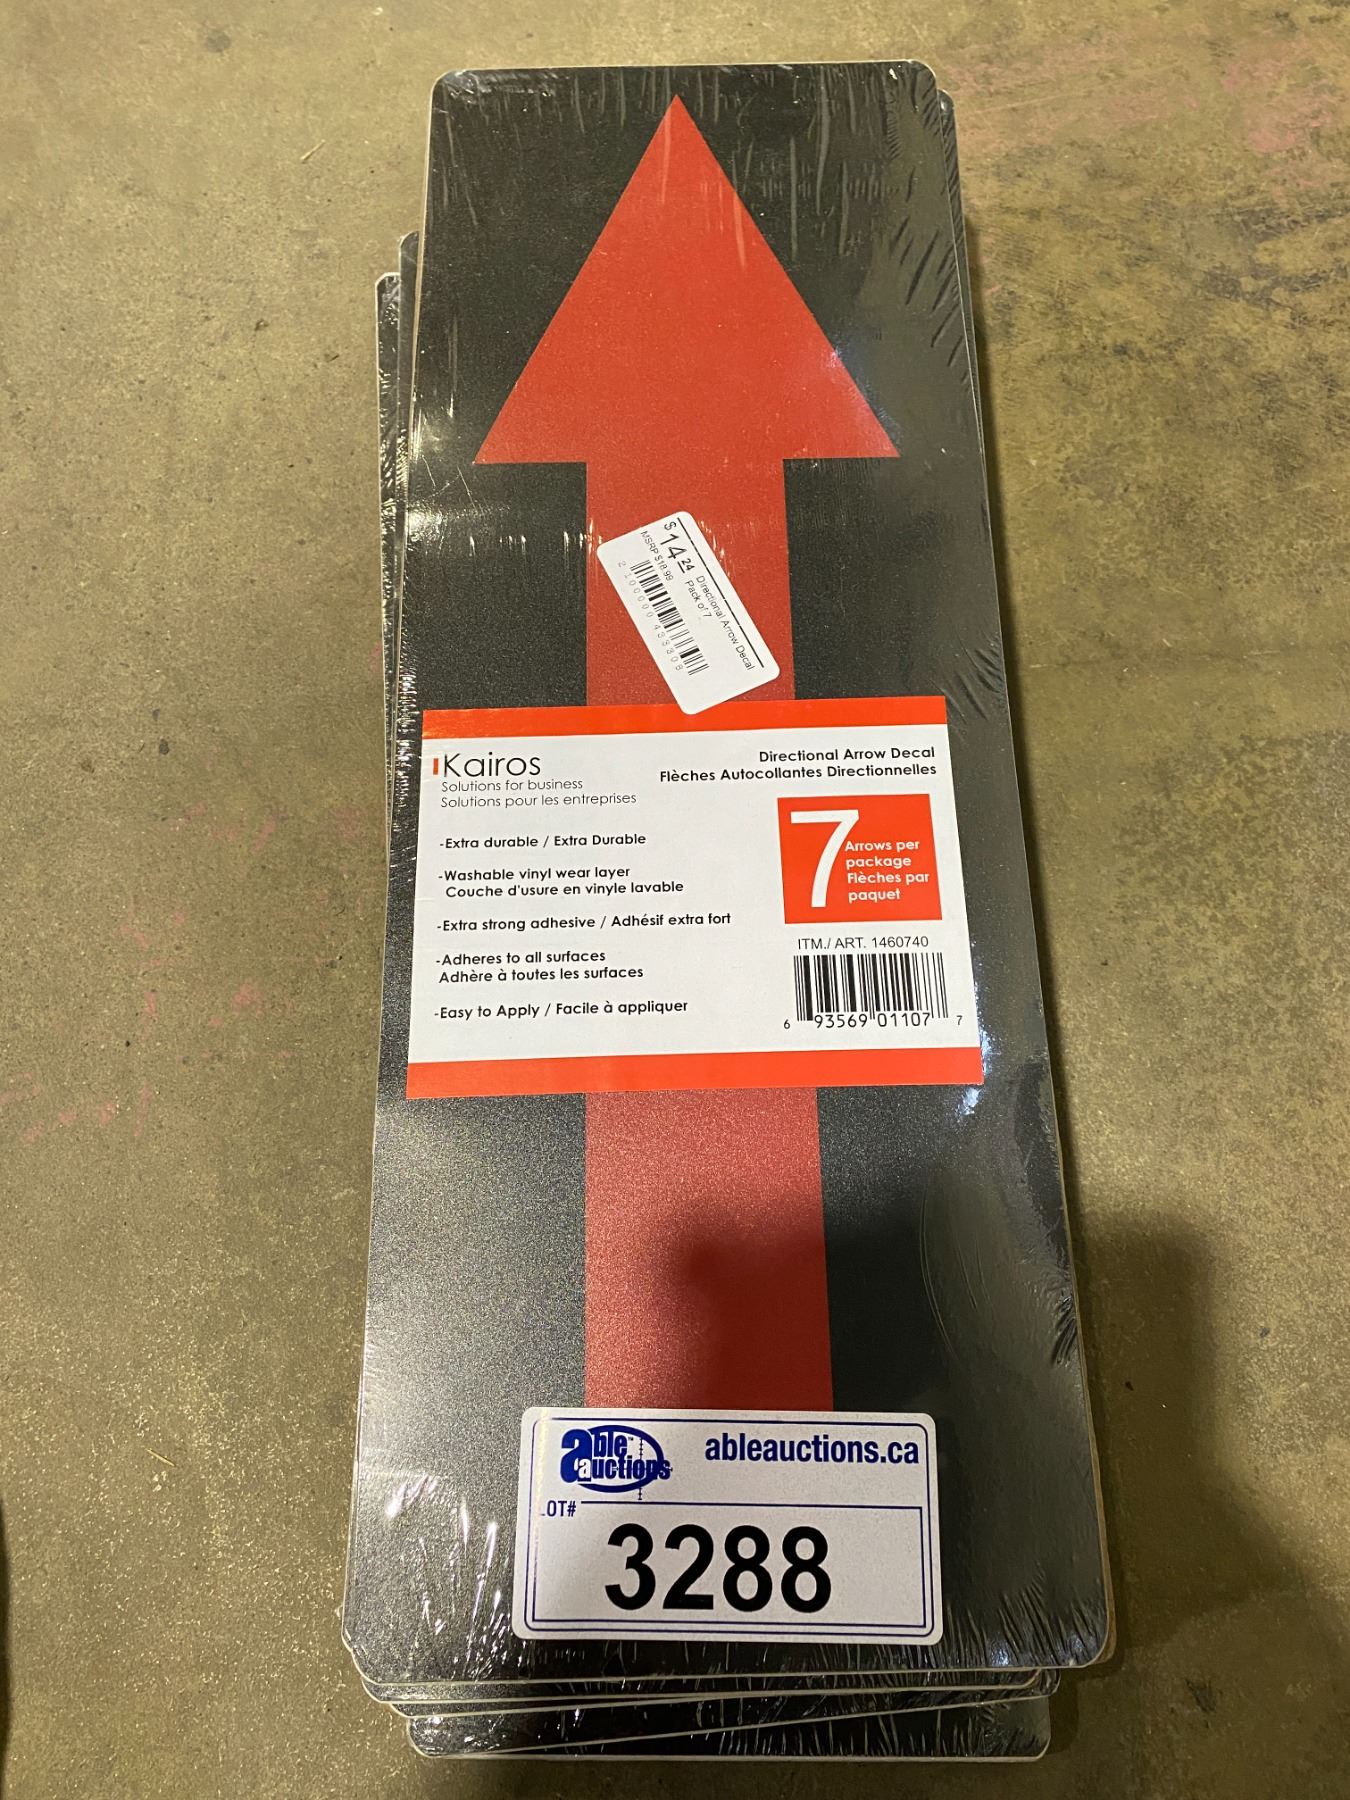 $14.24
MSRP $18.99
Directional Arrow Decal
Pack of 7
2 100000 433308
Kairos
Solutions for business
Solutions pour les entreprises
Directional Arrow Decal
Flèches Autocollantes Directionnelles
-Extra durable / Extra Durable
-Washable vinyl wear layer
Couche d'usure en vinyle lavable
-Extra strong adhesive / Adhésif extra fort
-Adheres to all surfaces
Adhère à toutes les surfaces
-Easy to Apply / Facile à appliquer
7
Arrows per
package
Flèches par
paquet
ITM./ ART. 1460740
6 93569 01107 7
able auctions
ableauctions.ca
LOT#
3288